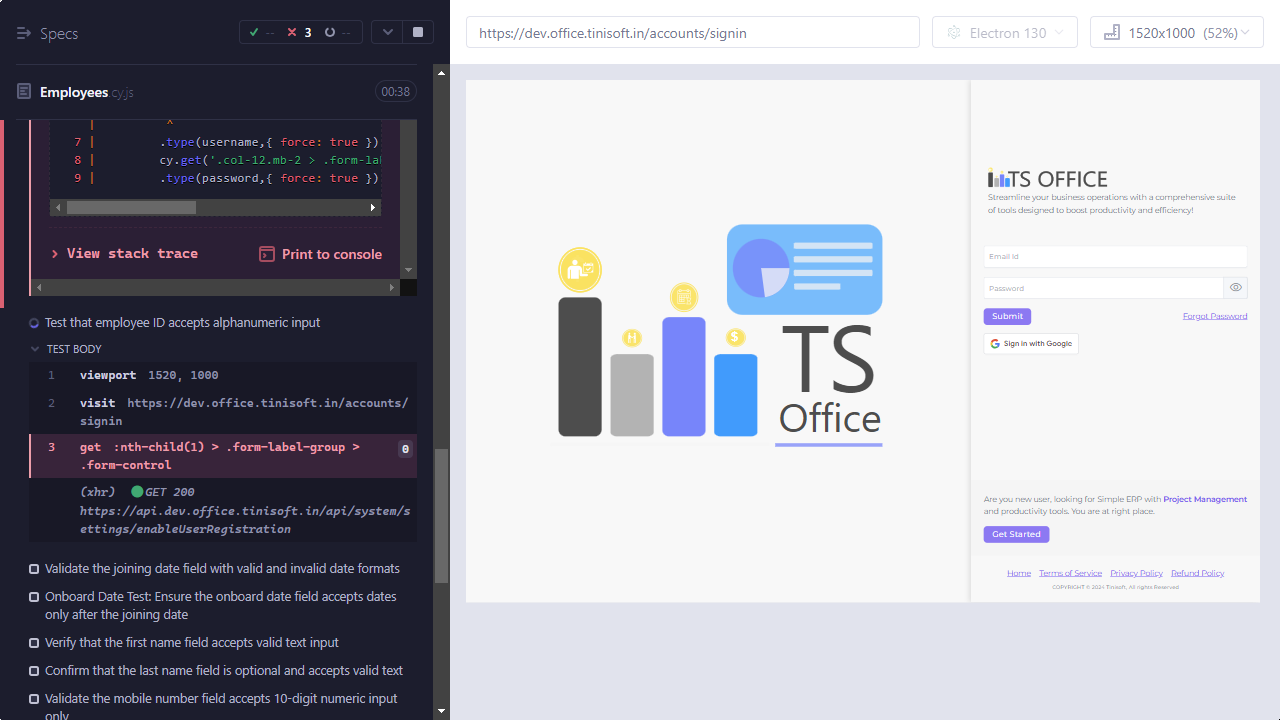 Specs
--
3
--
https://dev.office.tinisoft.in/accounts/signin
Electron 130
1520x1000 (52%)
Employees.cy.js
00:38
| ^
7 | .type(username,{ force: true })
8 | cy.get('.col-12.mb-2 > .form-lab
9 | .type(password,{ force: true })
View stack trace
Print to console
Test that employee ID accepts alphanumeric input
TEST BODY
1 viewport 1520, 1000
2 visit https://dev.office.tinisoft.in/accounts/
signin
3 get :nth-child(1) > .form-label-group >
.form-control
0
(xhr) GET 200
https://api.dev.office.tinisoft.in/api/system/s
ettings/enableUserRegistration
Validate the joining date field with valid and invalid date formats
Onboard Date Test: Ensure the onboard date field accepts dates
only after the joining date
Verify that the first name field accepts valid text input
Confirm that the last name field is optional and accepts valid text
Validate the mobile number field accepts 10-digit numeric input
only
H
$
TS
Office
TS OFFICE
Streamline your business operations with a comprehensive suite
of tools designed to boost productivity and efficiency!
Email Id
Password
Submit
Forgot Password
Sign in with Google
Are you new user, looking for Simple ERP with Project Management
and productivity tools. You are at right place.
Get Started
Home Terms of Service Privacy Policy Refund Policy
COPYRIGHT © 2024 Tinisoft, All rights Reserved